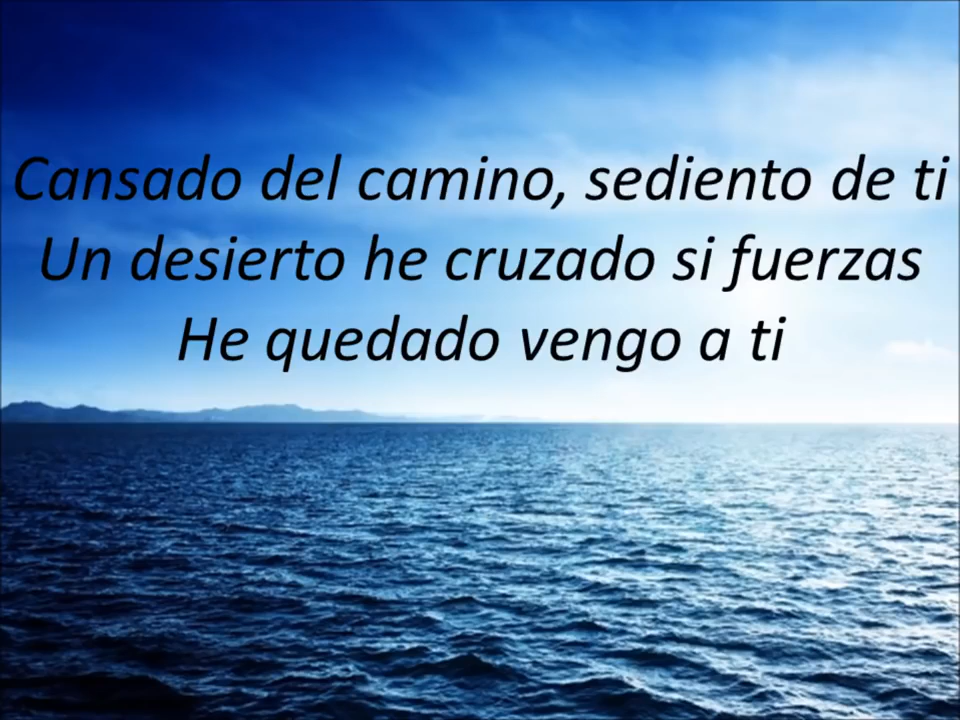 Cansado del camino, sediento de ti
Un desierto he cruzado si fuerzas
He quedado vengo a ti